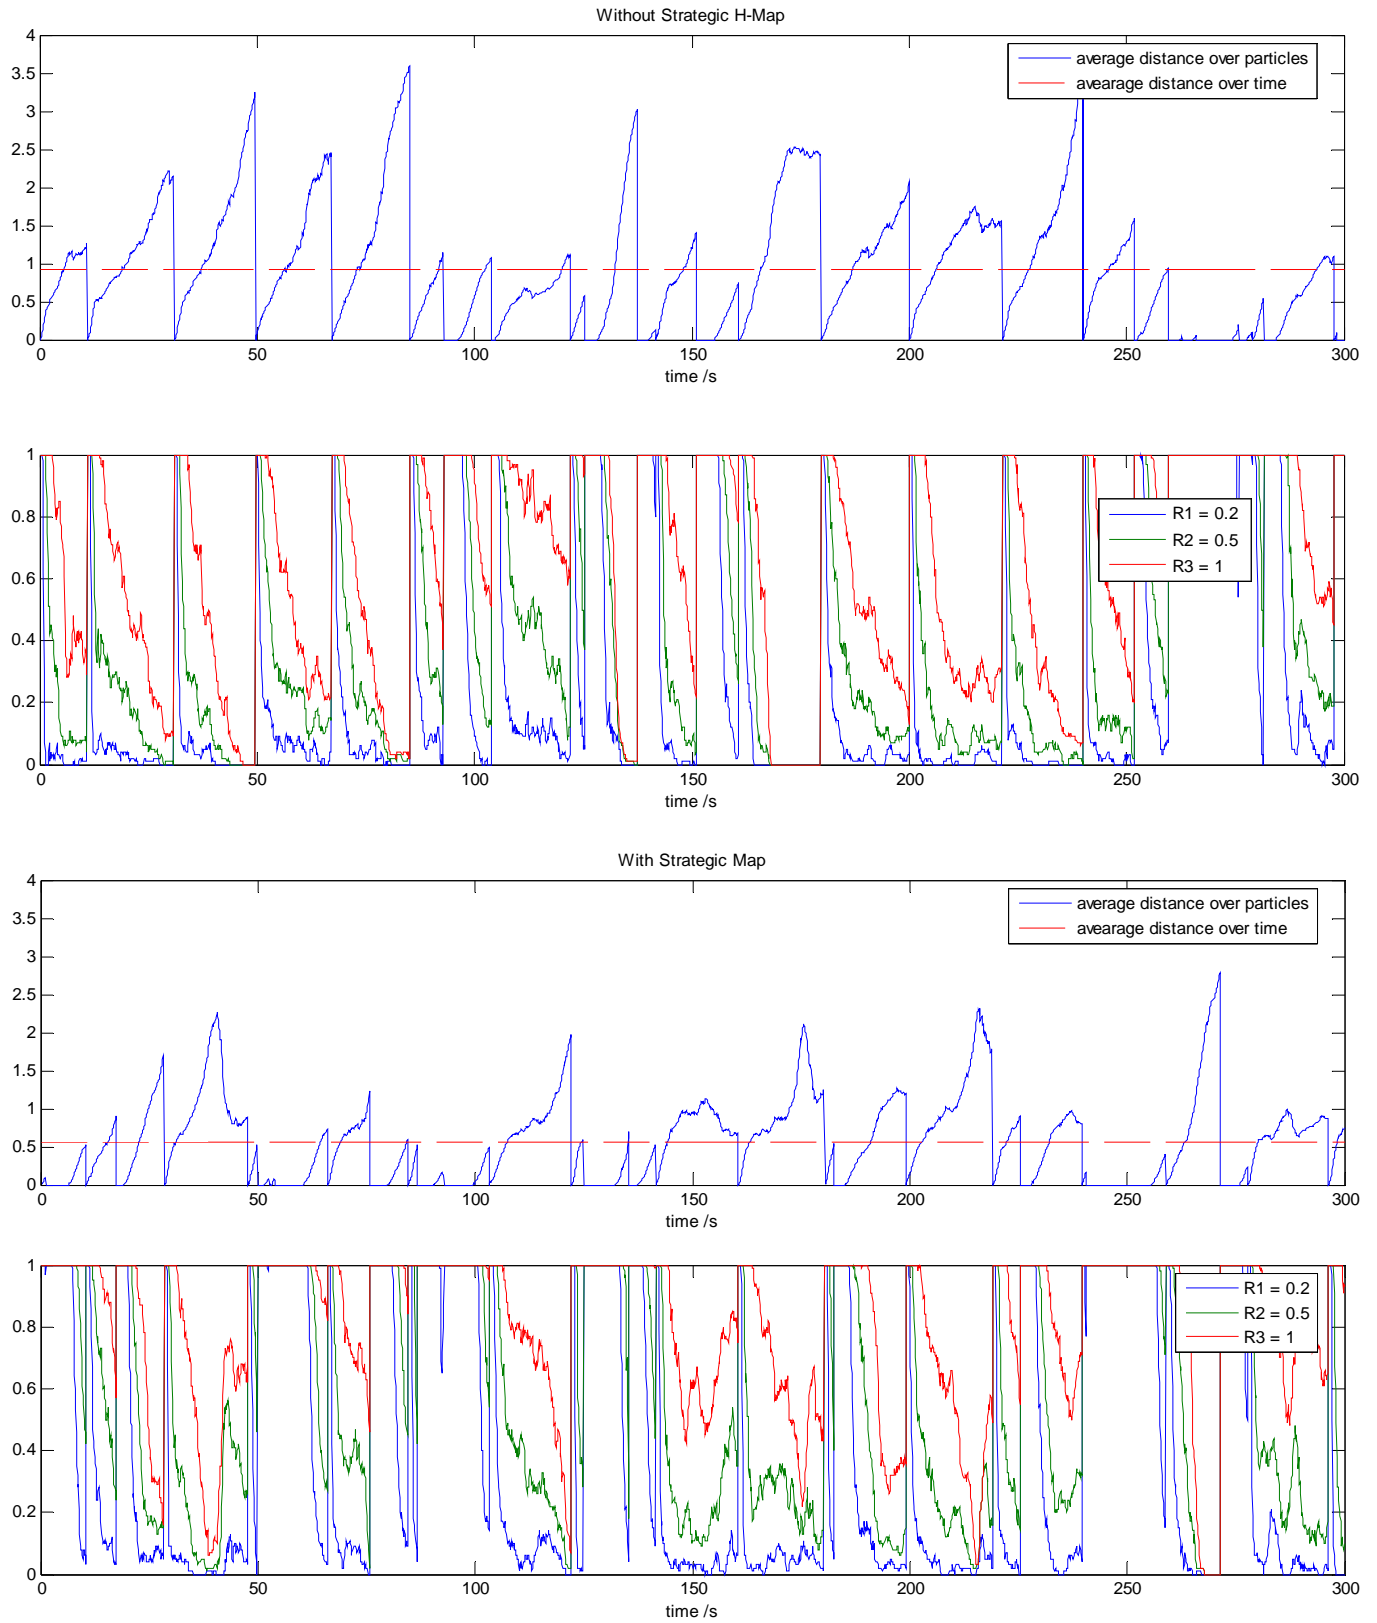 Without Strategic H-Map
4
3.5
3
2.5
2
1.5
1
0.5
0
average distance over particles
avearage distance over time
0 50 100 150 200 250 300
time /s
1
0.8
0.6
0.4
0.2
0
R1 = 0.2
R2 = 0.5
R3 = 1
0 50 100 150 200 250 300
time /s
With Strategic Map
4
3.5
3
2.5
2
1.5
1
0.5
0
average distance over particles
avearage distance over time
0 50 100 150 200 250 300
time /s
1
0.8
0.6
0.4
0.2
0
R1 = 0.2
R2 = 0.5
R3 = 1
0 50 100 150 200 250 300
time /s